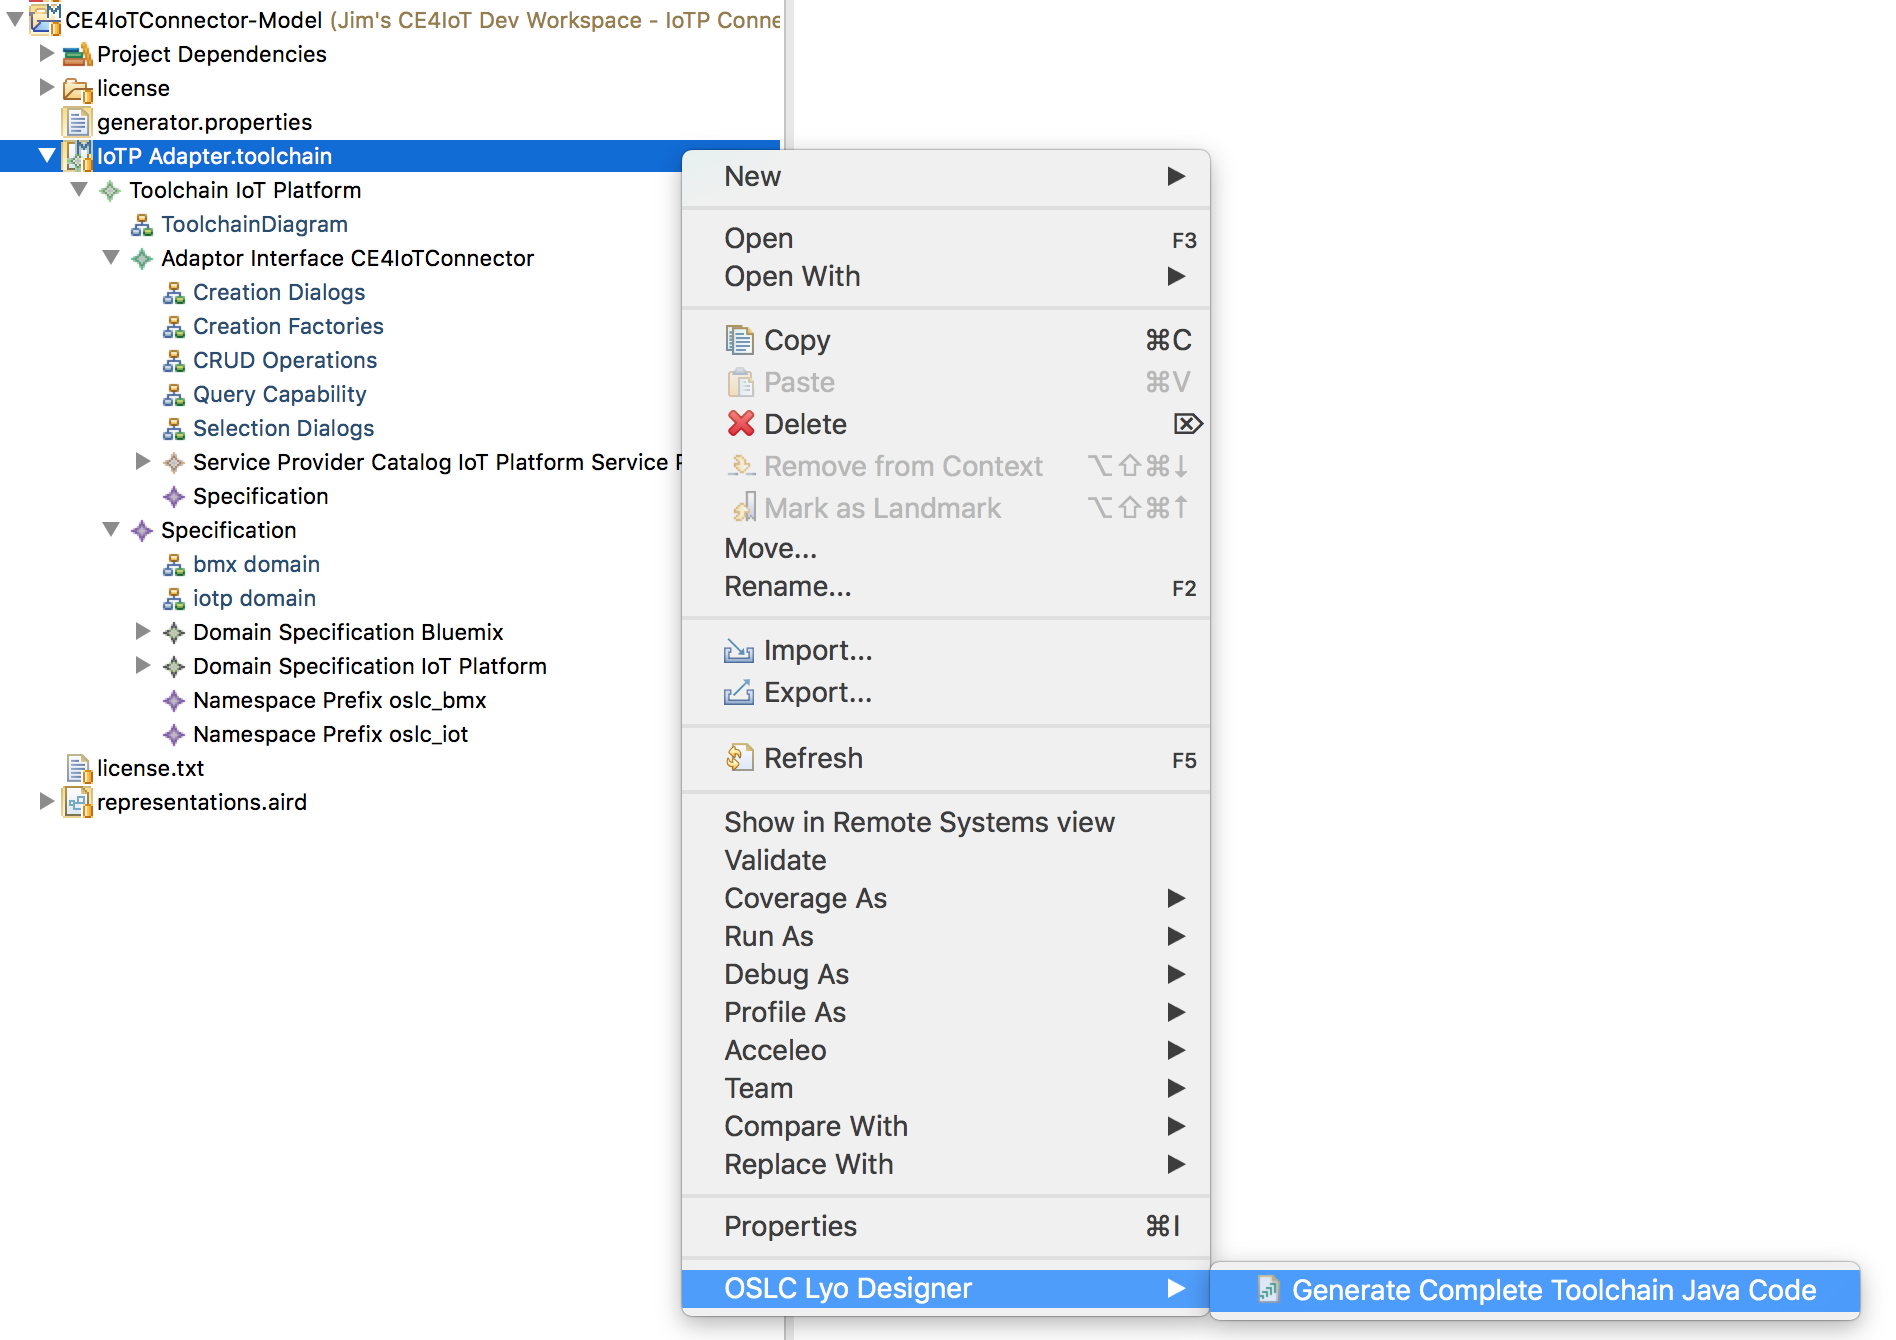 CE4IoTConnector-Model (Jim's CE4IoT Dev Workspace - IoTP Conne
Project Dependencies
license
generator.properties
IoTP Adapter.toolchain
Toolchain IoT Platform
ToolchainDiagram
Adaptor Interface CE4IoTConnector
Creation Dialogs
Creation Factories
CRUD Operations
Query Capability
Selection Dialogs
Service Provider Catalog IoT Platform Service
Specification
Specification
bmx domain
iotp domain
Domain Specification Bluemix
Domain Specification IoT Platform
Namespace Prefix oslc_bmx
Namespace Prefix oslc_iot
license.txt
representations.aird
New
Open F3
Open With
Copy ⌘C
Paste ⌘V
Delete ⌦
Remove from Context ⌥⇧⌘↓
Mark as Landmark ⌥⇧⌘↑
Move...
Rename... F2
Import...
Export...
Refresh F5
Show in Remote Systems view
Validate
Coverage As
Run As
Debug As
Profile As
Acceleo
Team
Compare With
Replace With
Properties ⌘I
OSLC Lyo Designer
Generate Complete Toolchain Java Code